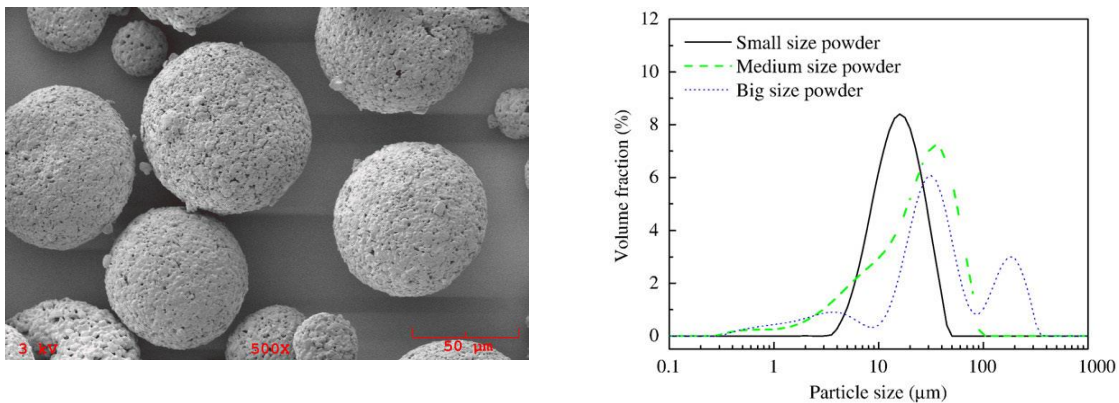 3 kV
500X
50 μm
12
10
8
6
4
2
0
Volume fraction (%)
Small size powder
Medium size powder
Big size powder
0.1
1
10
100
1000
Particle size (μm)